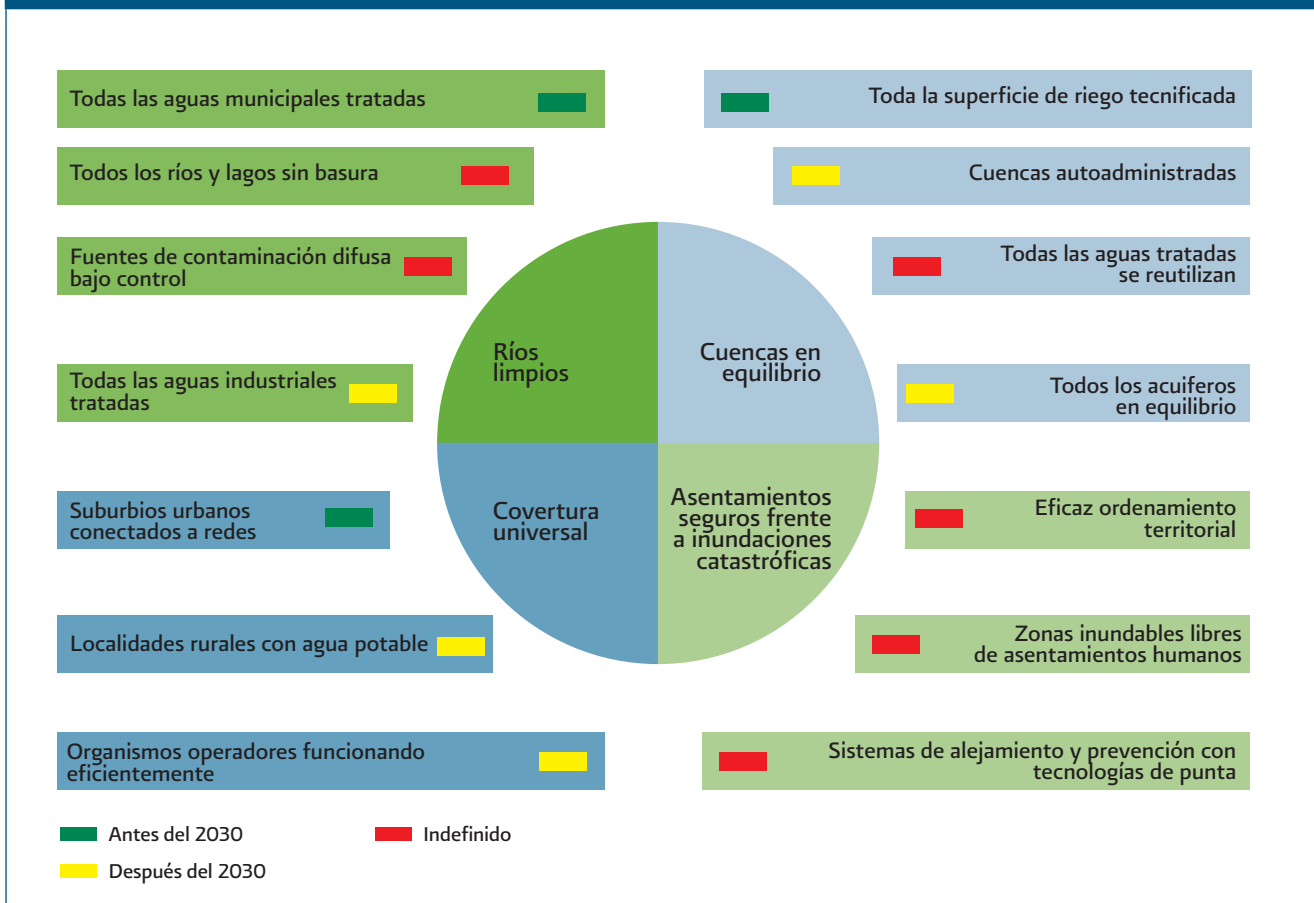 Todas las aguas municipales tratadas
Todos los ríos y lagos sin basura
Fuentes de contaminación difusa
bajo control
Todas las aguas industriales
tratadas
Suburbios urbanos
conectados a redes
Localidades rurales con agua potable
Organismos operadores funcionando
eficientemente
Ríos
limpios
Cuencas en
equilibrio
Covertura
universal
Asentamientos
seguros frente
a inundaciones
catastróficas
Toda la superficie de riego tecnificada
Cuencas autoadministradas
Todas las aguas tratadas
se reutilizan
Todos los acuiferos
en equilibrio
Eficaz ordenamiento
territorial
Zonas inundables libres
de asentamientos humanos
Sistemas de alejamiento y prevención con
tecnologías de punta
Antes del 2030
Indefinido
Después del 2030